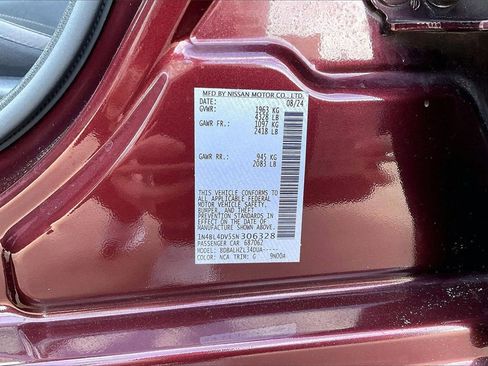 MFD BY NISSAN MOTOR CO., LTD.
DATE: 08/24
GVWR: 1963 KG
4328 LB
GAWR FR.: 1097 KG
2418 LB
GAWR RR.: 945 KG
2083 LB
THIS VEHICLE CONFORMS TO
ALL APPLICABLE FEDERAL
MOTOR VEHICLE SAFETY,
BUMPER, AND THEFT
PREVENTION STANDARDS IN
EFFECT ON THE DATE OF
MANUFACTURE SHOWN ABOVE.
1N4BL4DV5SN306328
PASSENGER CAR 687062
MODEL: BDBALHZL34DUA-----
COLOR: NCA TRIM: G 9N00A